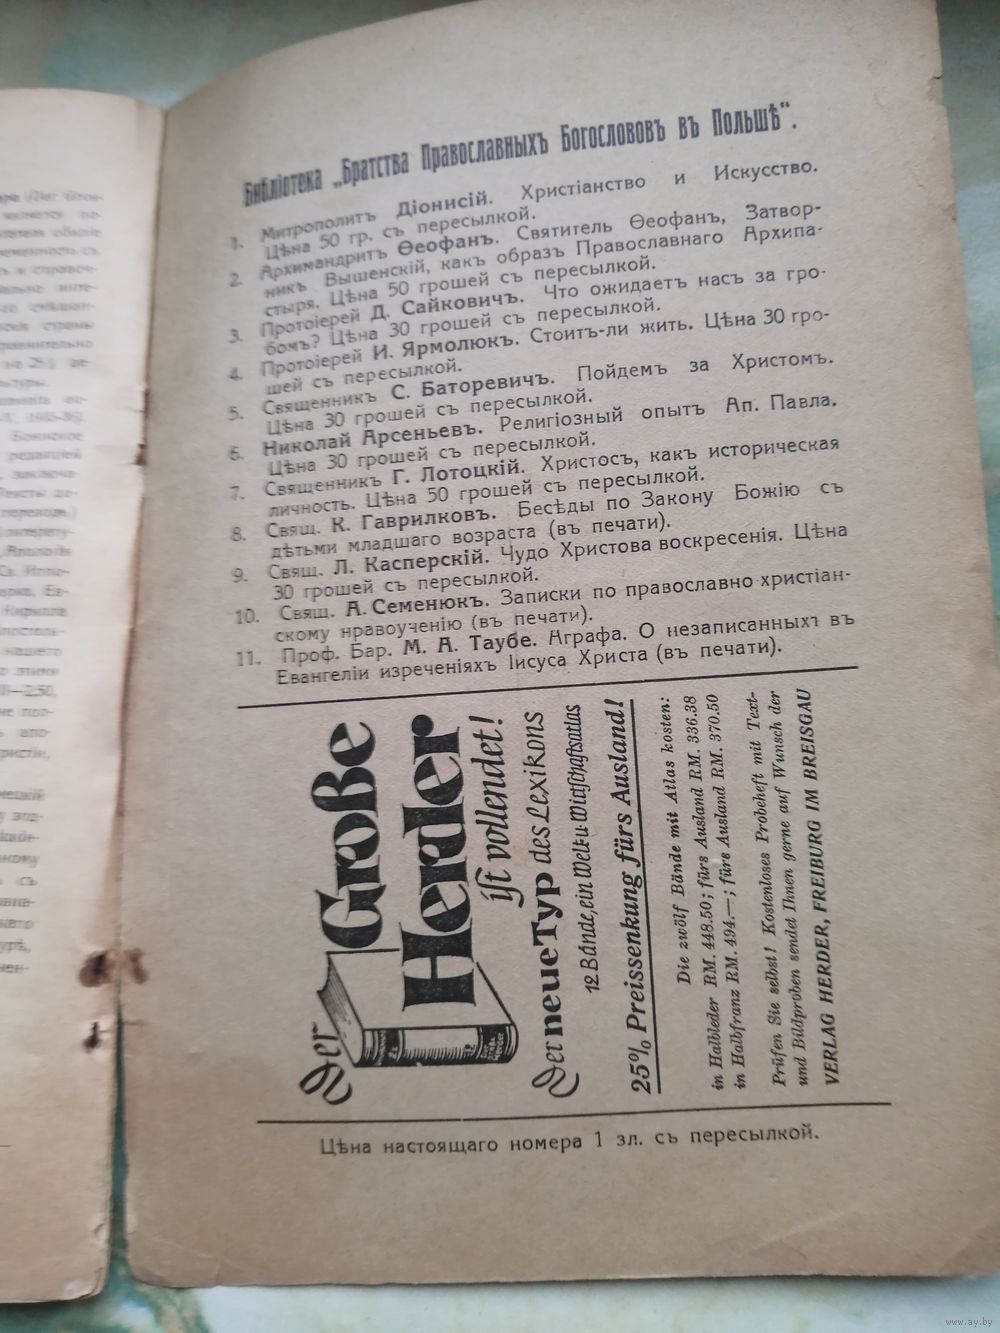 Библіотека „Братства Православныхъ Богослововъ въ Польшѣ".
1. Митрополитъ Діонисій. Христіанство и Искусство.
Цѣна 50 гр. съ пересылкой.
2. Архимандритъ Ѳеофанъ. Святитель Ѳеофанъ, Затвор-
никъ Вышенскій, какъ образъ Православнаго Архипа-
стыря. Цѣна 50 грошей съ пересылкой.
3. Протоіерей Д. Сайковичъ. Что ожидаетъ насъ за гро-
бомъ? Цѣна 30 грошей съ пересылкой.
4. Протоіерей И. Ярмолюкъ. Стоитъ-ли жить. Цѣна 30 гро-
шей съ пересылкой.
5. Священникъ С. Баторевичъ. Пойдемъ за Христомъ.
Цѣна 30 грошей съ пересылкой.
6. Николай Арсеньевъ. Религіозный опытъ Ап. Павла.
Цѣна 30 грошей съ пересылкой.
7. Священникъ Г. Лотоцкій. Христосъ, какъ историческая
личность. Цѣна 50 грошей съ пересылкой.
8. Свящ. К. Гаврилковъ. Бесѣды по Закону Божію съ
дѣтьми младшаго возраста (въ печати).
9. Свящ. Л. Касперскій. Чудо Христова воскресенія. Цѣна
30 грошей съ пересылкой.
10. Свящ. А. Семенюкъ. Записки по православно-христіан-
скому нравоученію (въ печати).
11. Проф. Бар. М. А. Таубе. Аграфа. О незаписанныхъ въ
Евангеліи изреченіяхъ Іисуса Христа (въ печати).
Der Große
Herder
ist vollendet!
Der neue Typ des Lexikons
12 Bände, ein Welt- u. Wirtschaftsatlas
25% Preissenkung fürs Ausland!
Die zwölf Bände mit Atlas kosten:
in Halbleder RM. 448.50; fürs Ausland RM. 336.38
in Halbfranz RM. 494.—; fürs Ausland RM. 370.50
Prüfen Sie selbst! Kostenloses Probeheft mit Text-
und Bildproben sendet Ihnen gerne auf Wunsch der
VERLAG HERDER, FREIBURG IM BREISGAU
Цѣна настоящаго номера 1 зл. съ пересылкой.
www.ay.by